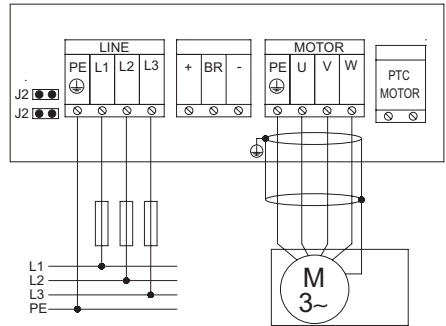 LINE
PE L1 L2 L3
+ BR -
MOTOR
PE U V W
PTC
MOTOR
J2
J2
L1
L2
L3
PE
M
3~